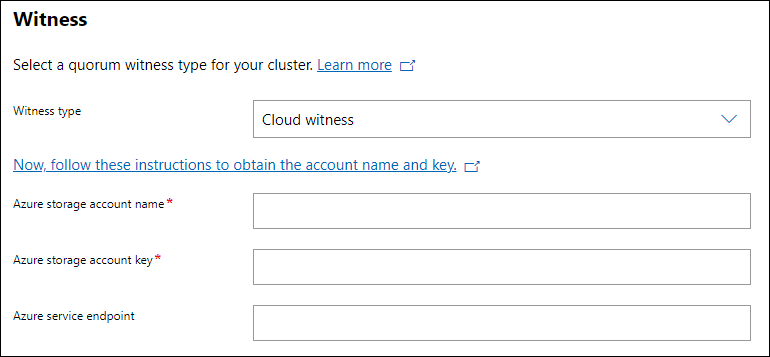 Witness
Select a quorum witness type for your cluster. Learn more
Witness type
Cloud witness
Now, follow these instructions to obtain the account name and key.
Azure storage account name*
Azure storage account key*
Azure service endpoint